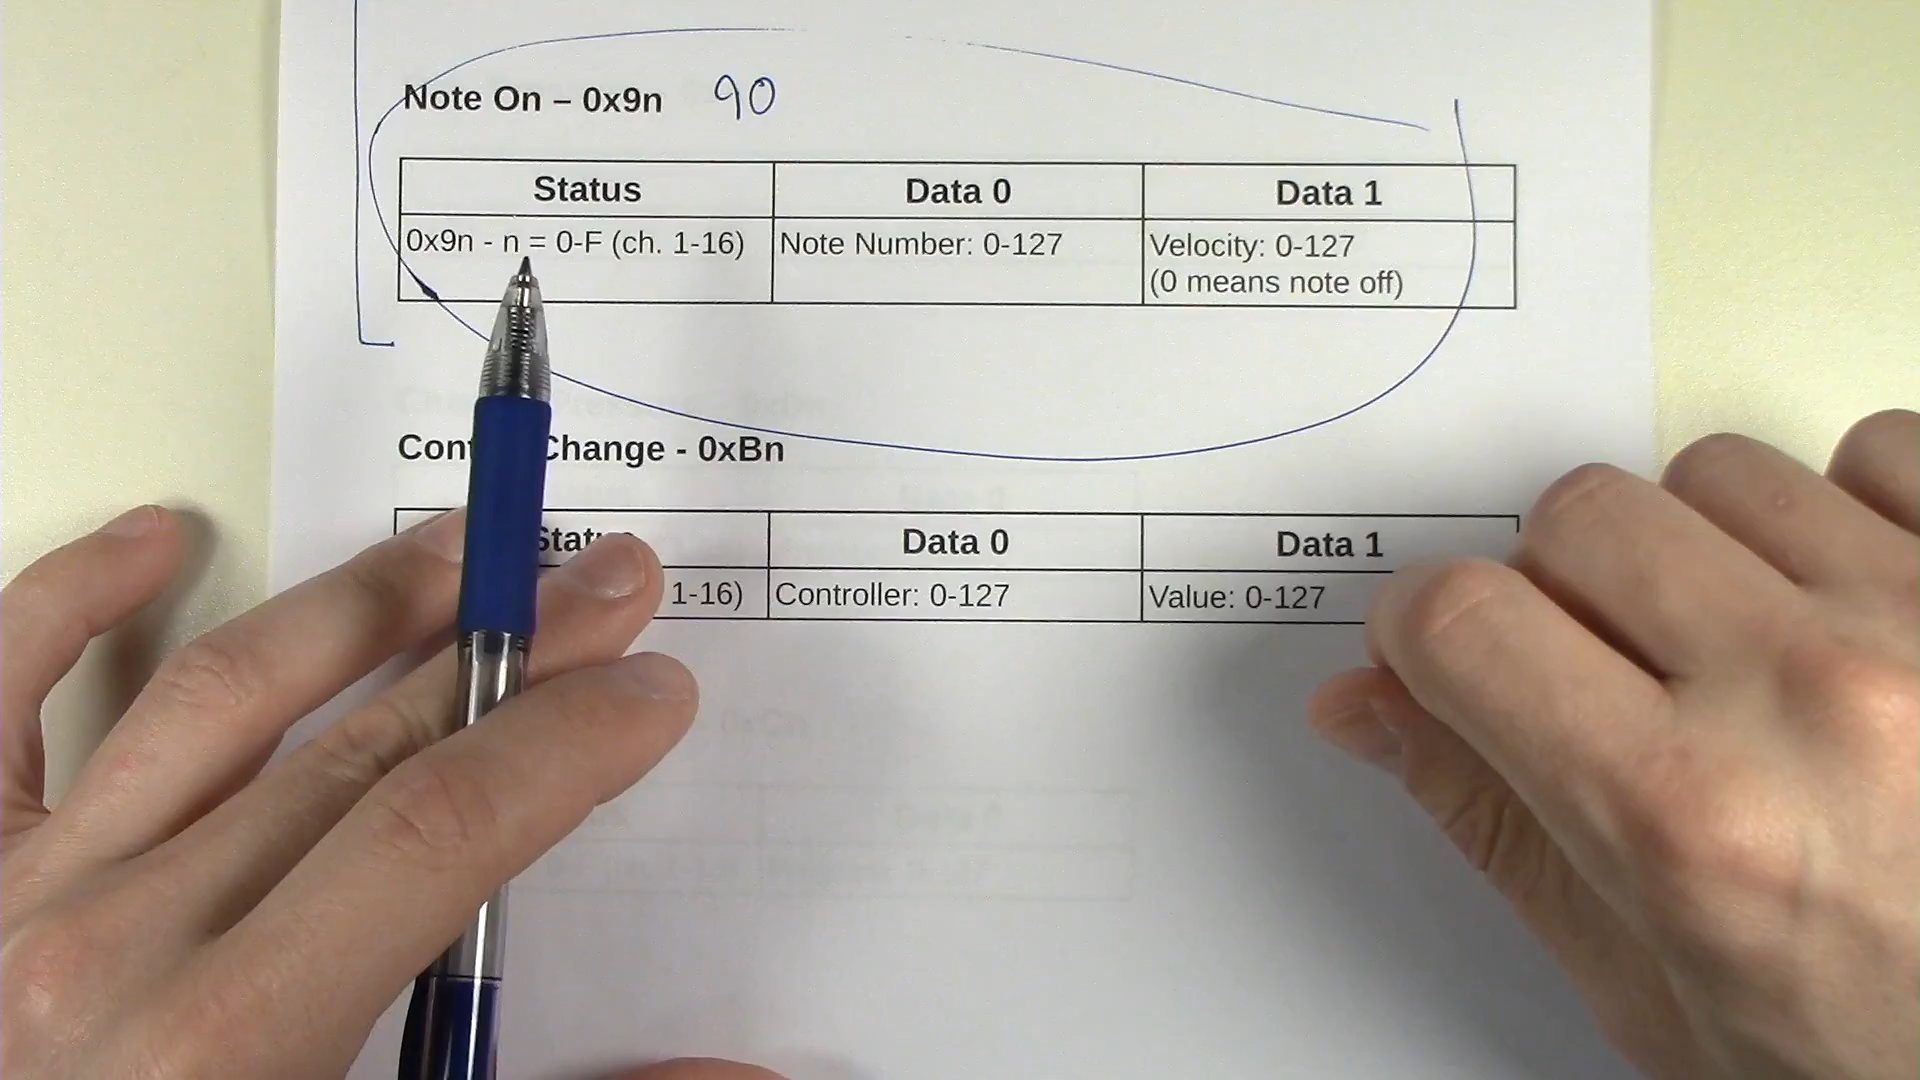 Note On – 0x9n 90
Status Data 0 Data 1
0x9n - n = 0-F (ch. 1-16) Note Number: 0-127 Velocity: 0-127
(0 means note off)
Change - 0xBn
Data 0 Data 1
1-16) Controller: 0-127 Value: 0-127